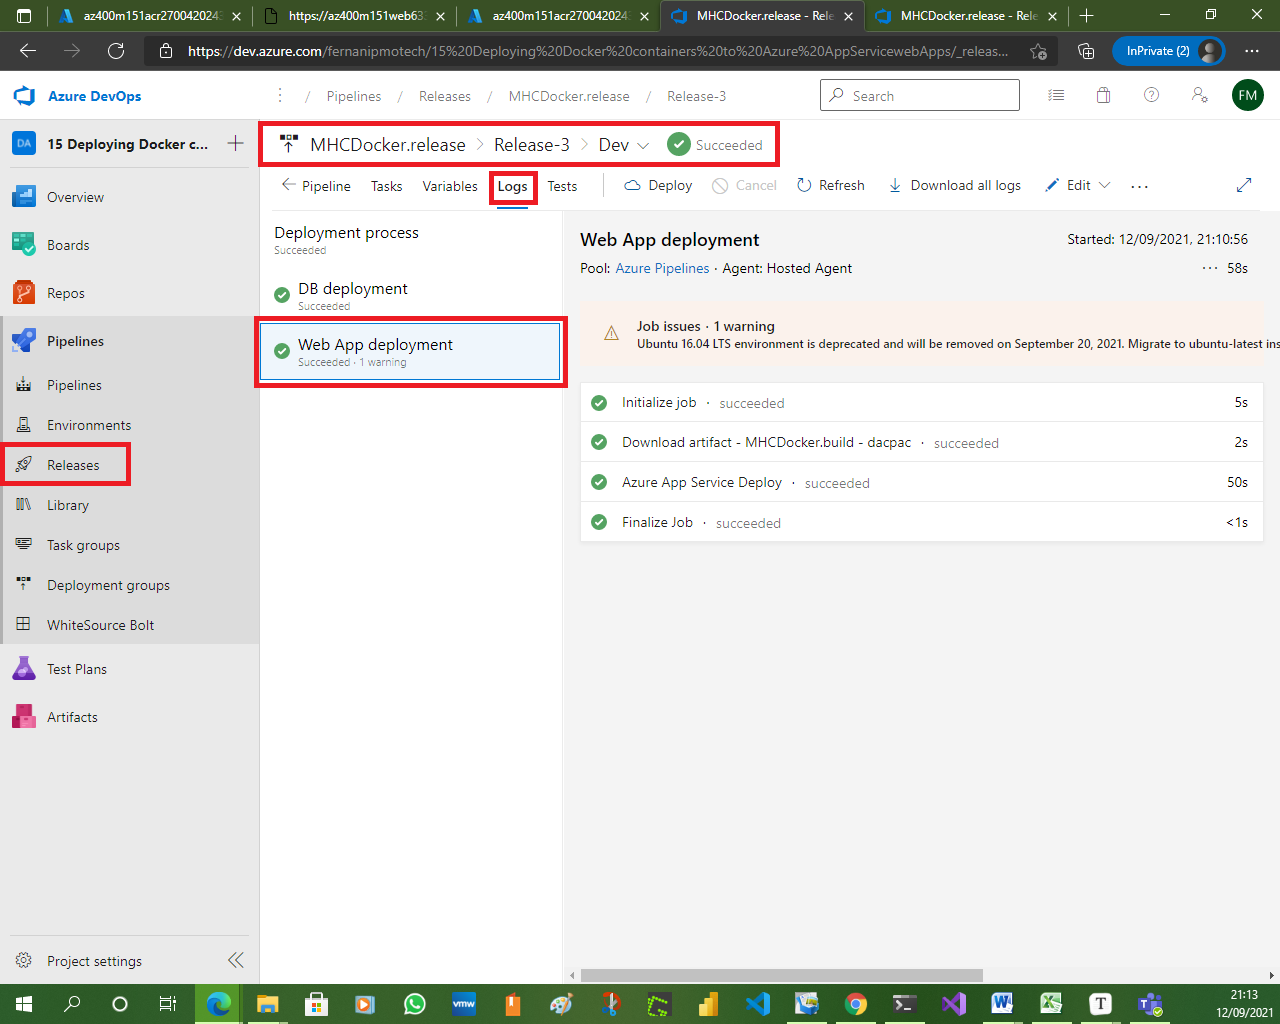 az400m151acr270042024
https://az400m151web63
az400m151acr270042024
MHCDocker.release - Rele
MHCDocker.release - Rele
https://dev.azure.com/fernanipmotech/15%20Deploying%20Docker%20containers%20to%20Azure%20AppServicewebApps/_releas...
InPrivate (2)
Azure DevOps
/ Pipelines / Releases / MHCDocker.release / Release-3
Search
FM
DA
15 Deploying Docker c...
MHCDocker.release > Release-3 > Dev
Succeeded
Pipeline
Tasks
Variables
Logs
Tests
Deploy
Cancel
Refresh
Download all logs
Edit
...
Overview
Boards
Repos
Pipelines
Pipelines
Environments
Releases
Library
Task groups
Deployment groups
WhiteSource Bolt
Test Plans
Artifacts
Project settings
Deployment process
Succeeded
DB deployment
Succeeded
Web App deployment
Succeeded · 1 warning
Web App deployment
Started: 12/09/2021, 21:10:56
Pool: Azure Pipelines · Agent: Hosted Agent
... 58s
Job issues · 1 warning
Ubuntu 16.04 LTS environment is deprecated and will be removed on September 20, 2021. Migrate to ubuntu-latest ins
Initialize job · succeeded
5s
Download artifact - MHCDocker.build - dacpac · succeeded
2s
Azure App Service Deploy · succeeded
50s
Finalize Job · succeeded
<1s
vmw
T
21:13
12/09/2021